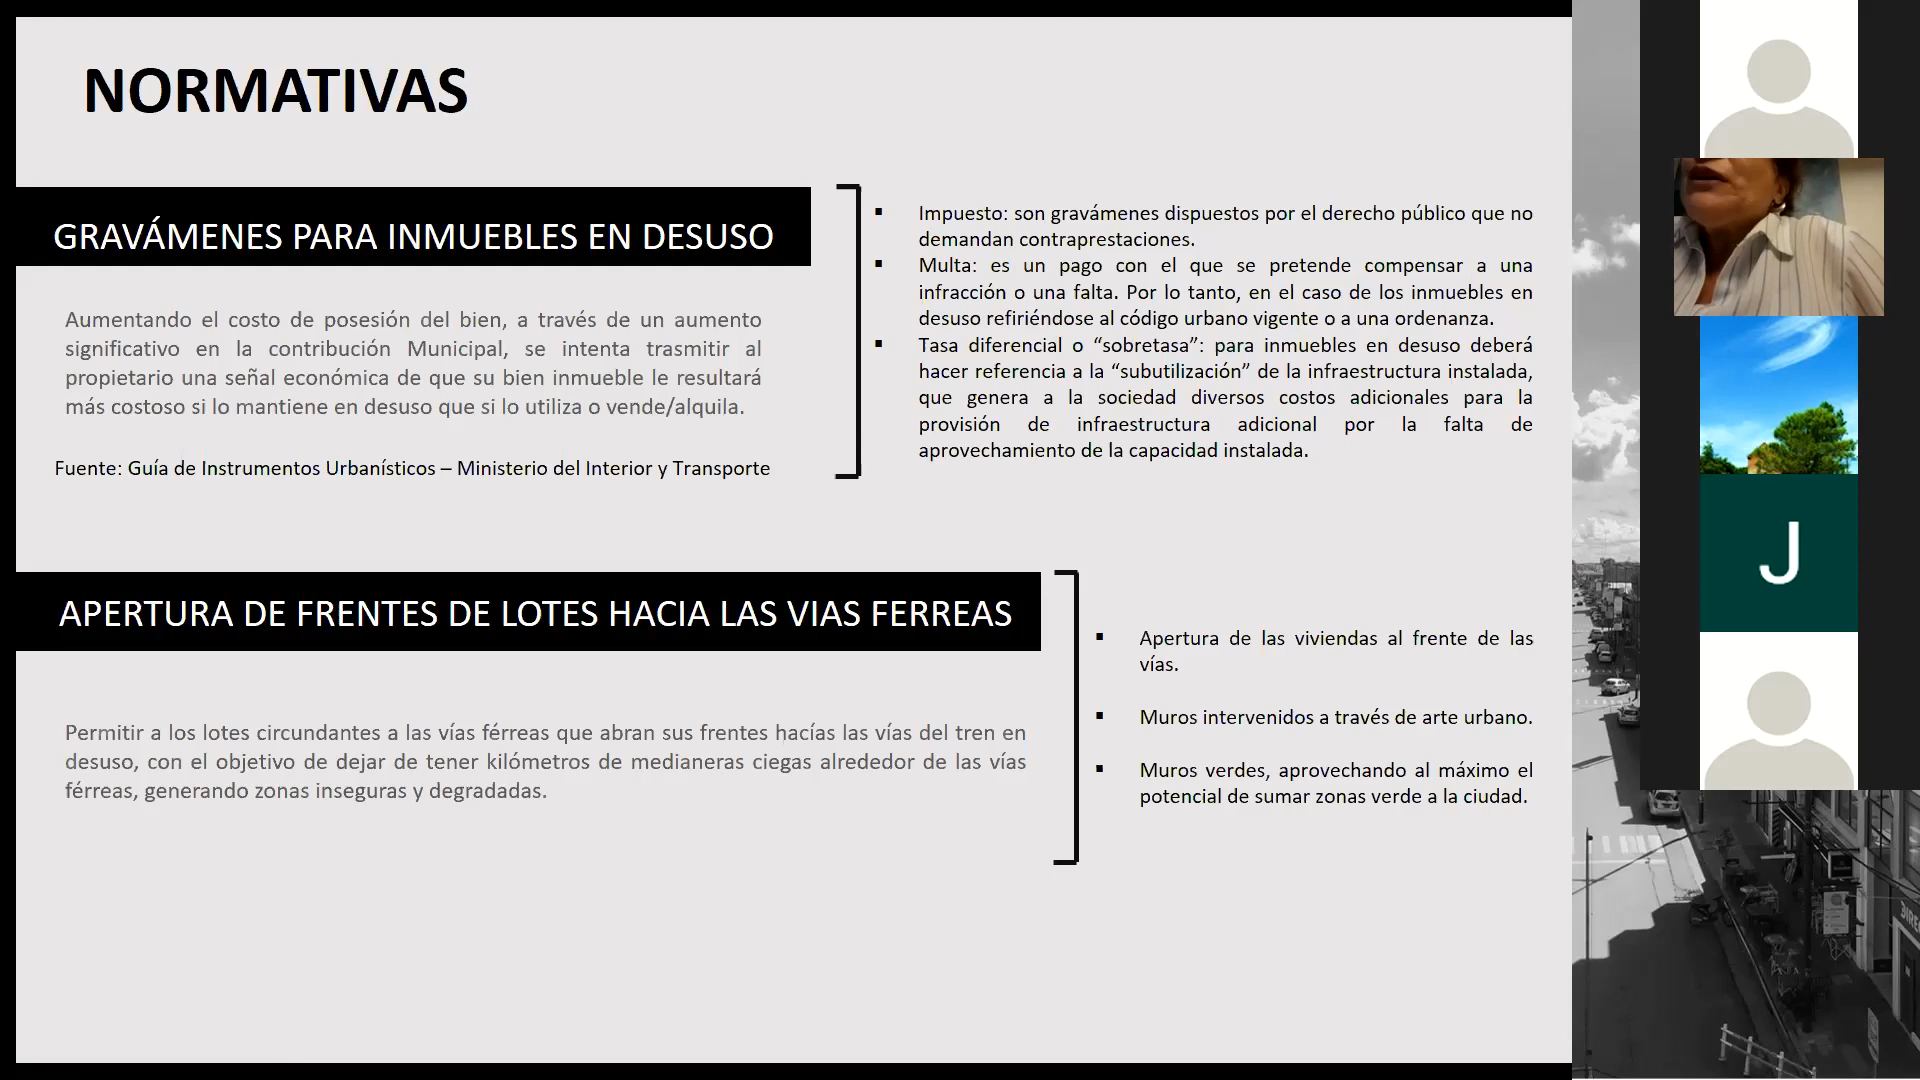 NORMATIVAS
GRAVÁMENES PARA INMUEBLES EN DESUSO
Aumentando el costo de posesión del bien, a través de un aumento
significativo en la contribución Municipal, se intenta trasmitir al
propietario una señal económica de que su bien inmueble le resultará
más costoso si lo mantiene en desuso que si lo utiliza o vende/alquila.
Fuente: Guía de Instrumentos Urbanísticos – Ministerio del Interior y Transporte
▪ Impuesto: son gravámenes dispuestos por el derecho público que no
demandan contraprestaciones.
▪ Multa: es un pago con el que se pretende compensar a una
infracción o una falta. Por lo tanto, en el caso de los inmuebles en
desuso refiriéndose al código urbano vigente o a una ordenanza.
▪ Tasa diferencial o “sobretasa”: para inmuebles en desuso deberá
hacer referencia a la “subutilización” de la infraestructura instalada,
que genera a la sociedad diversos costos adicionales para la
provisión de infraestructura adicional por la falta de
aprovechamiento de la capacidad instalada.
APERTURA DE FRENTES DE LOTES HACIA LAS VIAS FERREAS
Permitir a los lotes circundantes a las vías férreas que abran sus frentes hacías las vías del tren en
desuso, con el objetivo de dejar de tener kilómetros de medianeras ciegas alrededor de las vías
férreas, generando zonas inseguras y degradadas.
▪ Apertura de las viviendas al frente de las
vías.
▪ Muros intervenidos a través de arte urbano.
▪ Muros verdes, aprovechando al máximo el
potencial de sumar zonas verde a la ciudad.
J